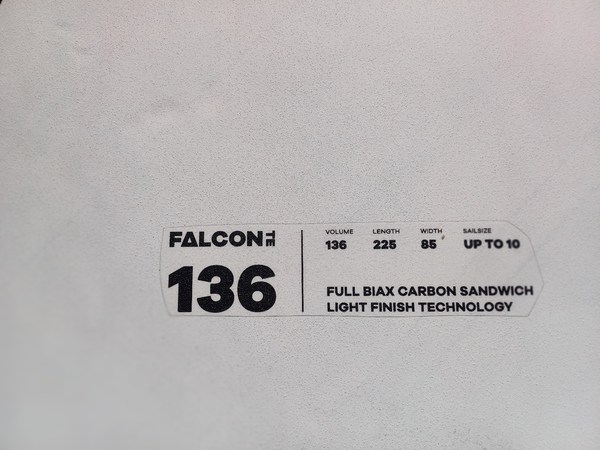 FALCON TE
136
VOLUME LENGTH WIDTH SAILSIZE
136 225 85 UP TO 10
FULL BIAX CARBON SANDWICH
LIGHT FINISH TECHNOLOGY